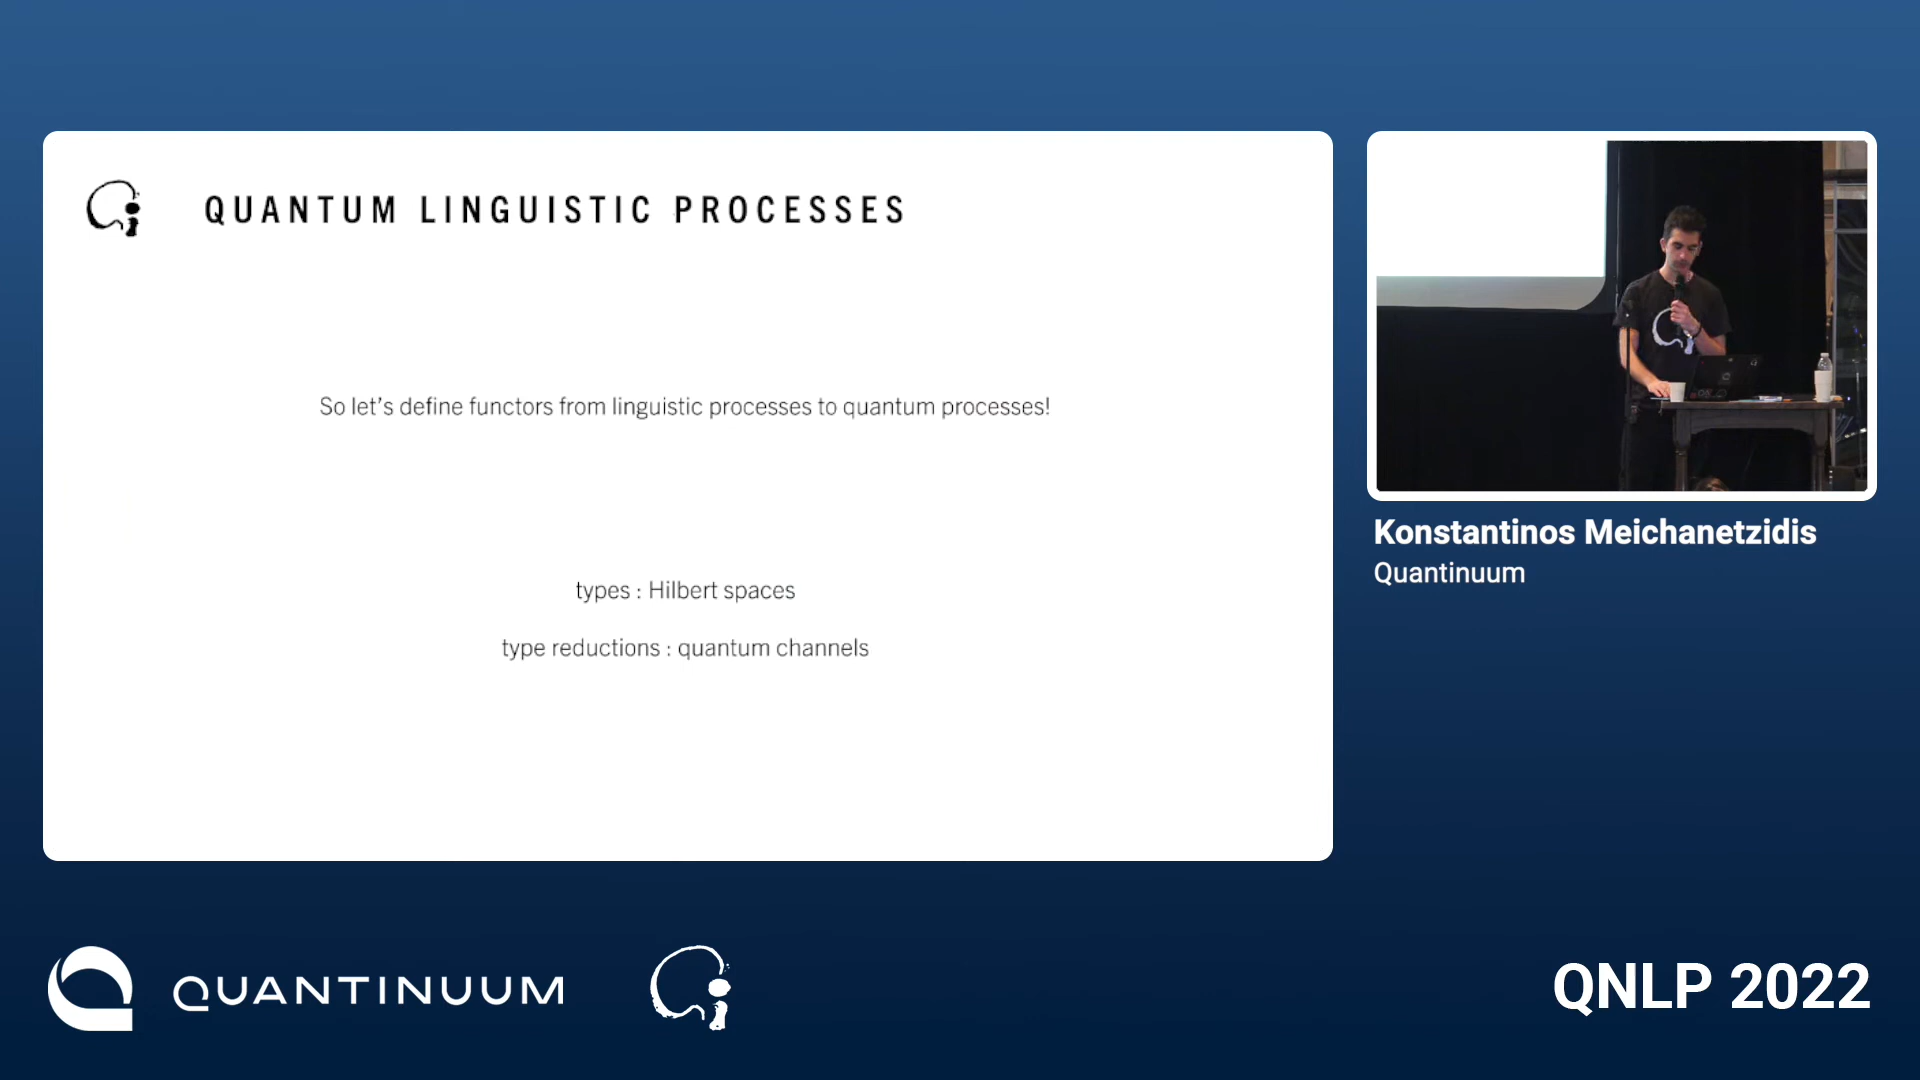 QUANTUM LINGUISTIC PROCESSES
So let's define functors from linguistic processes to quantum processes!
types : Hilbert spaces
type reductions : quantum channels
Konstantinos Meichanetzidis
Quantinuum
QUANTINUUM
QNLP 2022